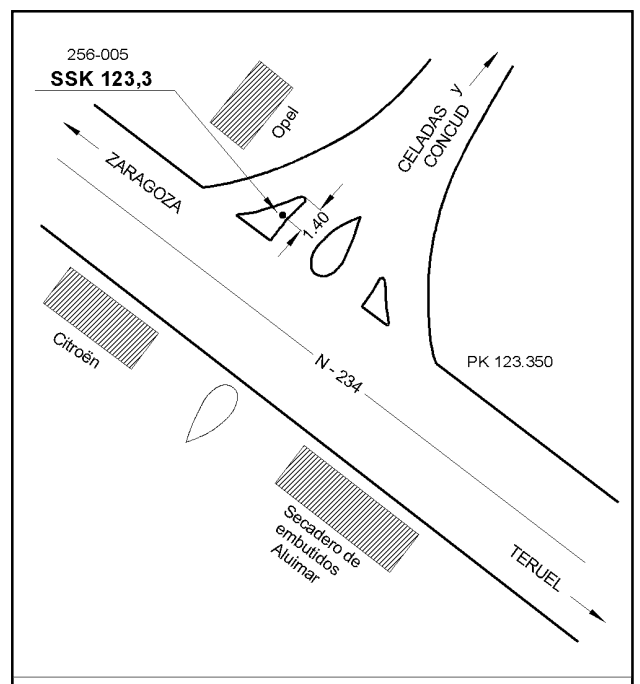 256-005
SSK 123,3
Opel
CELADAS y
CONCUD
ZARAGOZA
1.40
Citroën
N - 234
PK 123.350
Secadero de
embutidos
Aluimar
TERUEL